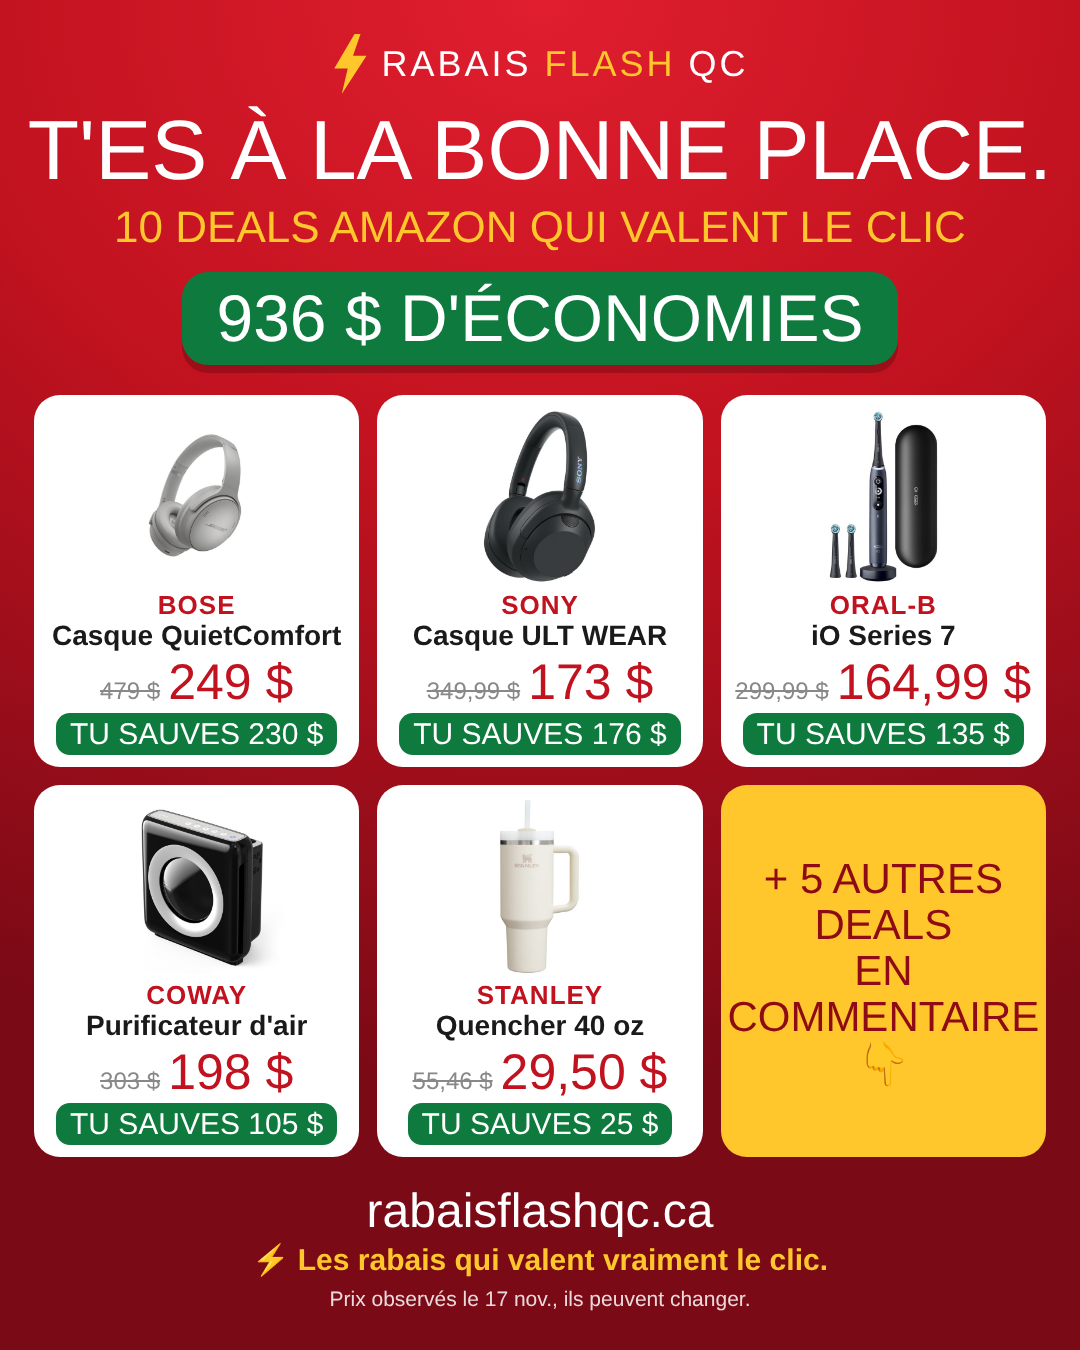 RABAIS FLASH QC
T'ES À LA BONNE PLACE.
10 DEALS AMAZON QUI VALENT LE CLIC
936 $ D'ÉCONOMIES
BOSE
Casque QuietComfort
479 $ 249 $
TU SAUVES 230 $
SONY
SONY
Casque ULT WEAR
349,99 $ 173 $
TU SAUVES 176 $
ORAL-B
iO Series 7
299,99 $ 164,99 $
TU SAUVES 135 $
COWAY
Purificateur d'air
303 $ 198 $
TU SAUVES 105 $
STANLEY
STANLEY
Quencher 40 oz
55,46 $ 29,50 $
TU SAUVES 25 $
+ 5 AUTRES
DEALS
EN
COMMENTAIRE
👇
rabaisflashqc.ca
⚡ Les rabais qui valent vraiment le clic.
Prix observés le 17 nov., ils peuvent changer.